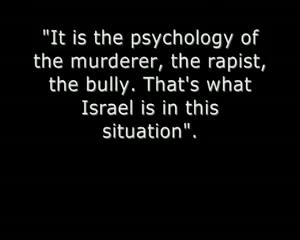 "It is the psychology of
the murderer, the rapist,
the bully. That's what
Israel is in this
situation".